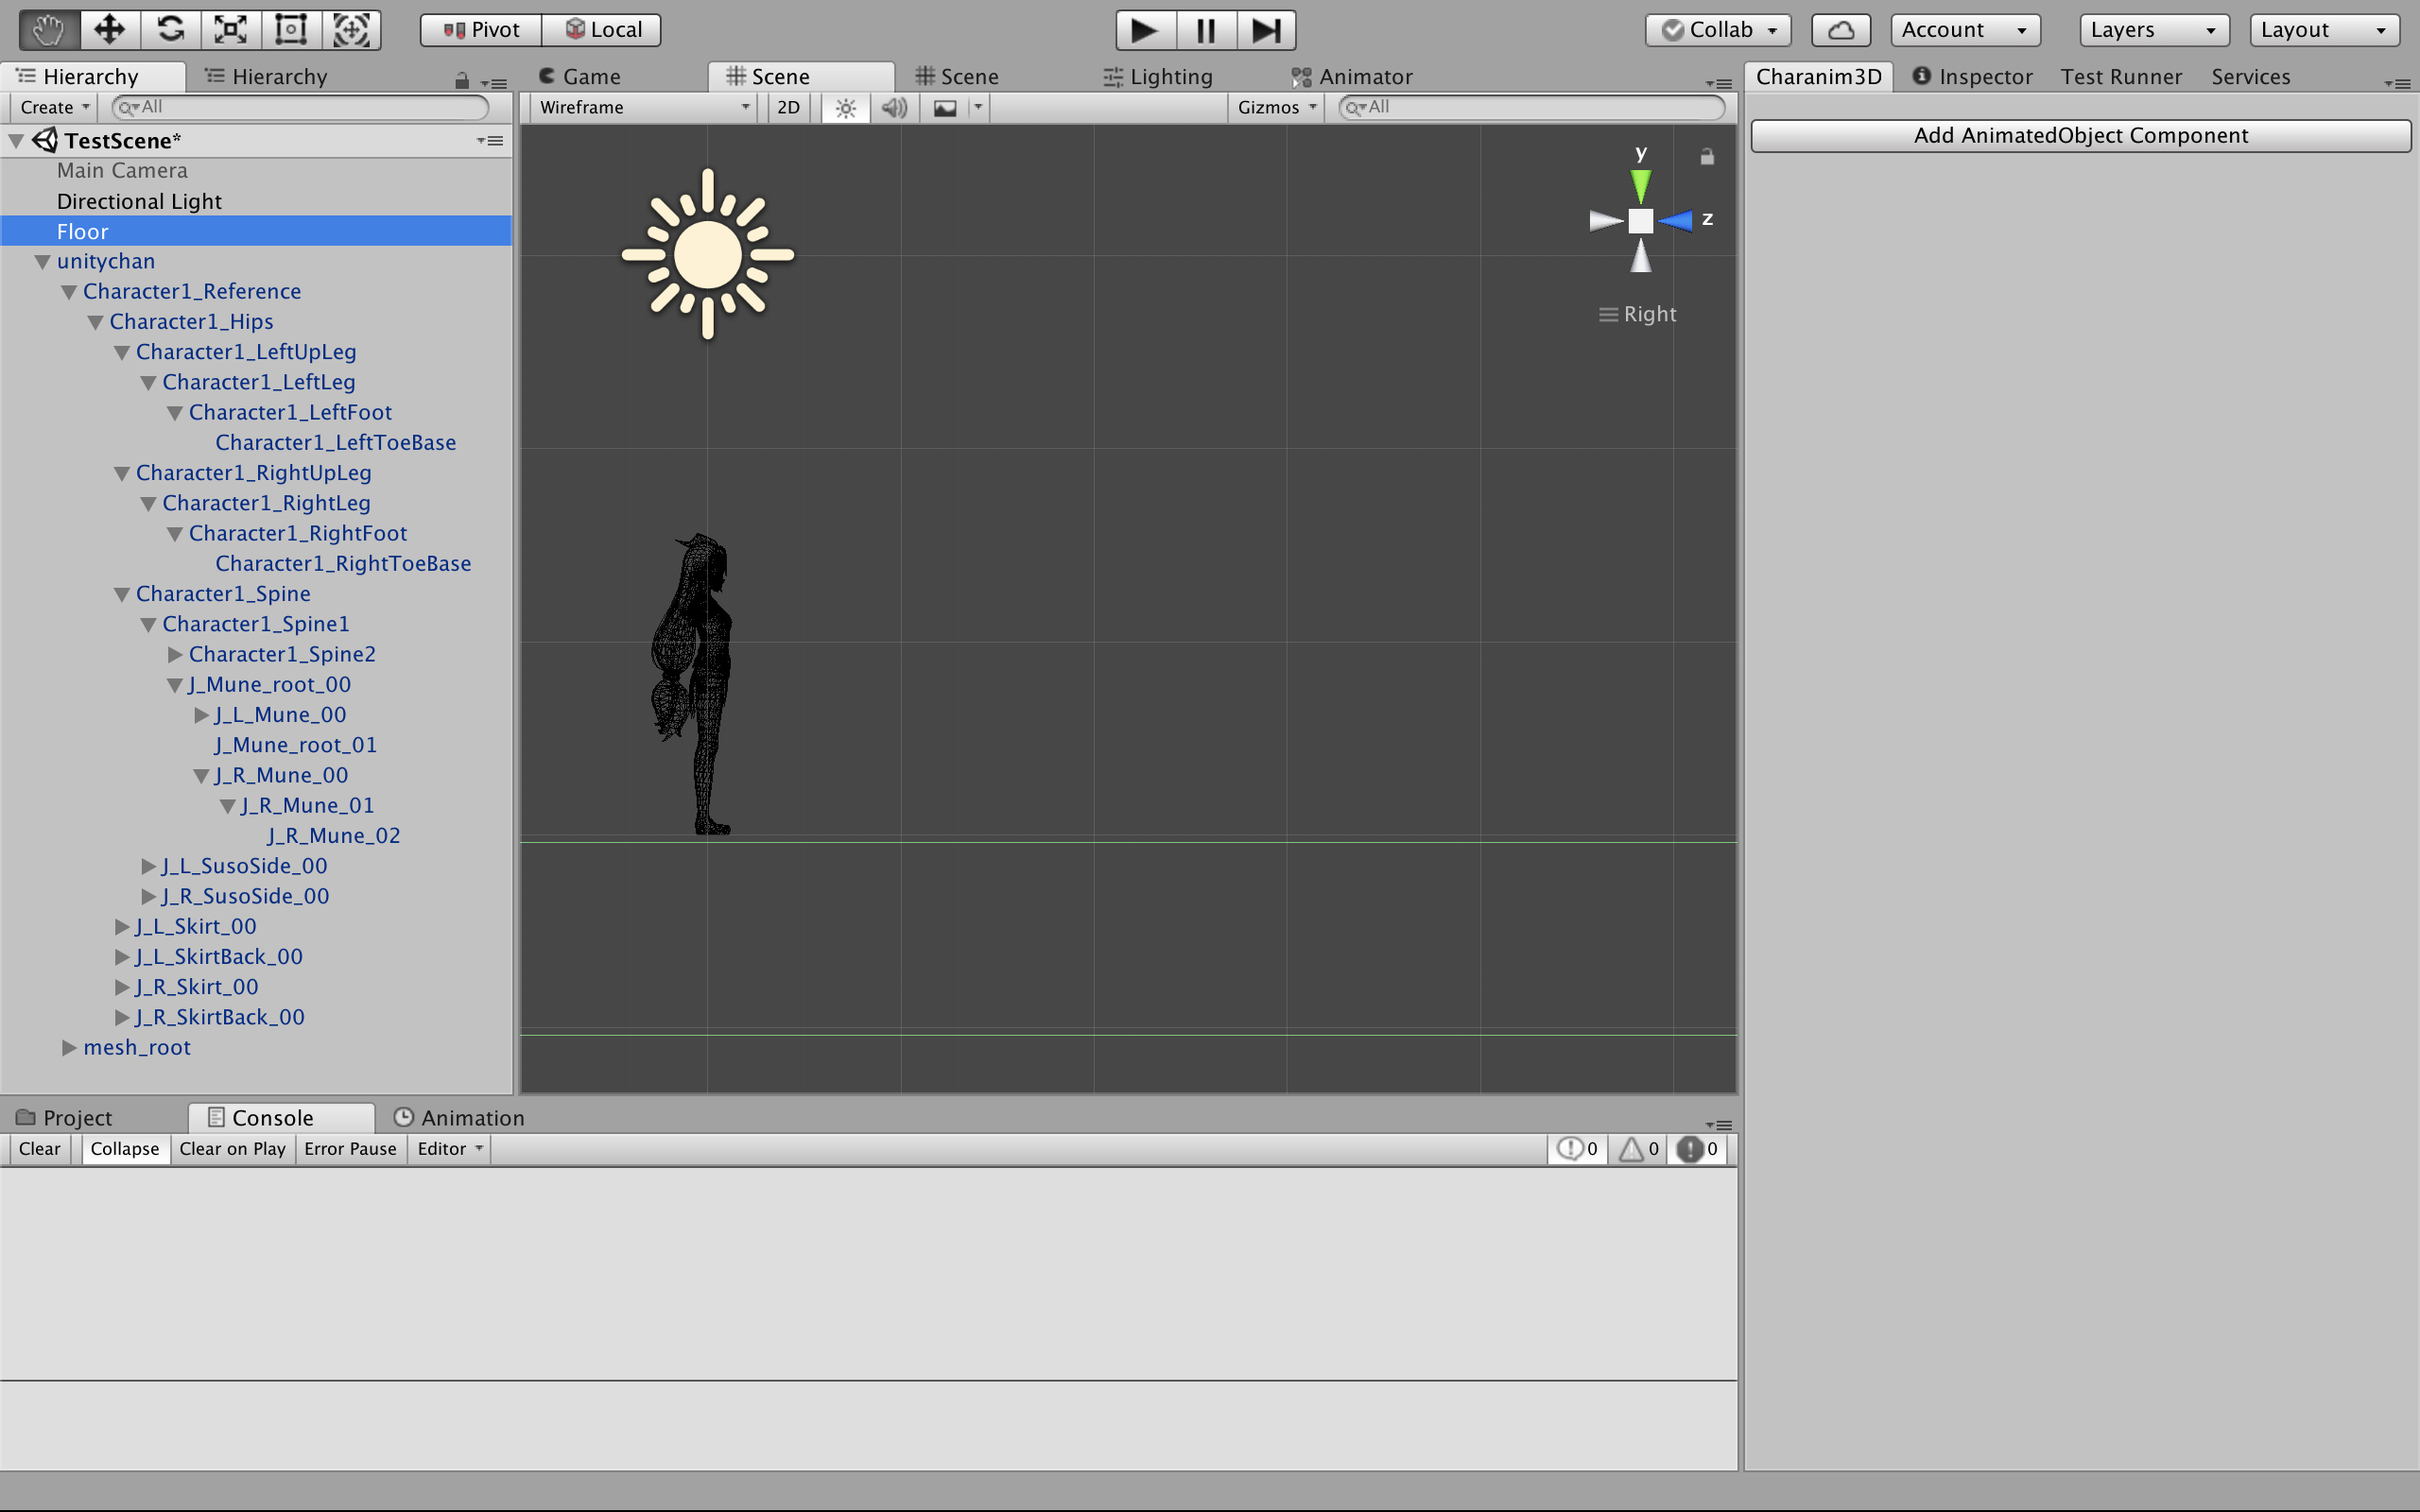 Pivot Local Collab Account Layers Layout
Hierarchy Hierarchy Game Scene Scene Lighting Animator Charanim3D Inspector Test Runner Services
Create All Wireframe 2D Gizmos All
Add AnimatedObject Component
TestScene*
Main Camera
Directional Light
Floor
unitychan
Character1_Reference
Character1_Hips
Character1_LeftUpLeg
Character1_LeftLeg
Character1_LeftFoot
Character1_LeftToeBase
Character1_RightUpLeg
Character1_RightLeg
Character1_RightFoot
Character1_RightToeBase
Character1_Spine
Character1_Spine1
Character1_Spine2
J_Mune_root_00
J_L_Mune_00
J_Mune_root_01
J_R_Mune_00
J_R_Mune_01
J_R_Mune_02
J_L_SusoSide_00
J_R_SusoSide_00
J_L_Skirt_00
J_L_SkirtBack_00
J_R_Skirt_00
J_R_SkirtBack_00
mesh_root
y
z
Right
Project Console Animation
Clear Collapse Clear on Play Error Pause Editor 0 0 0